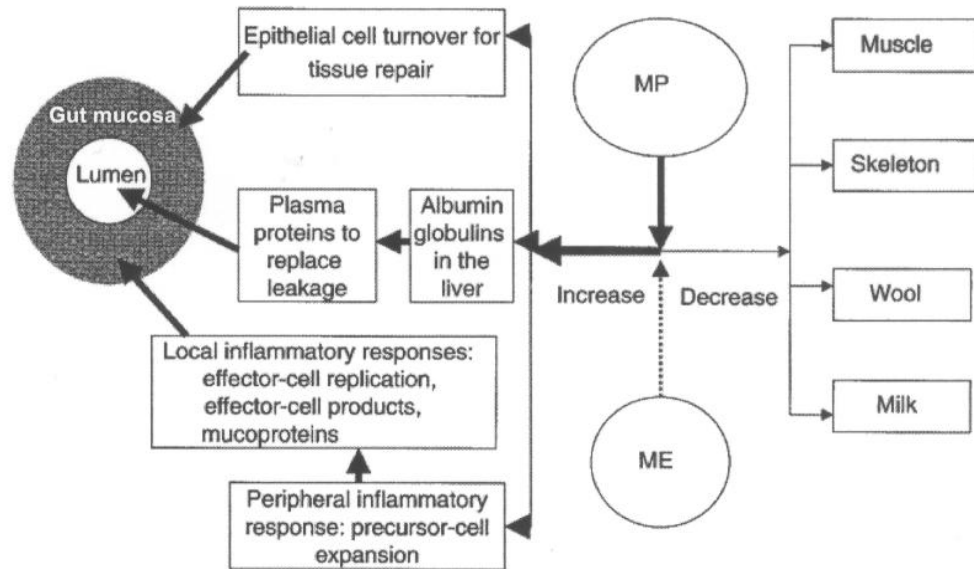 Epithelial cell turnover for
tissue repair
MP
Muscle
Gut mucosa
Lumen
Skeleton
Plasma
proteins to
replace
leakage
Albumin
globulins
in the
liver
Increase
Decrease
Wool
Local inflammatory responses:
effector-cell replication,
effector-cell products,
mucoproteins
Milk
ME
Peripheral inflammatory
response: precursor-cell
expansion